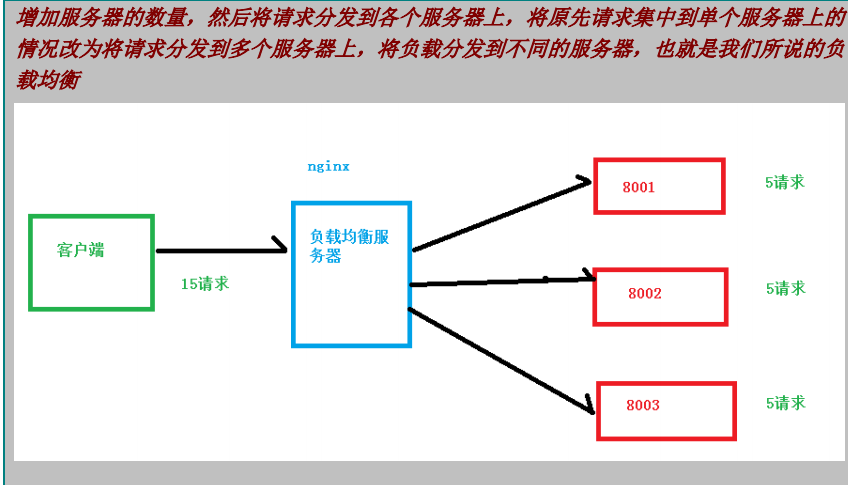 增加服务器的数量，然后将请求分发到各个服务器上，将原先请求集中到单个服务器上的
情况改为将请求分发到多个服务器上，将负载分发到不同的服务器，也就是我们所说的负
载均衡
nginx
8001
5请求
客户端
负载均衡服
务器
15请求
8002
5请求
8003
5请求